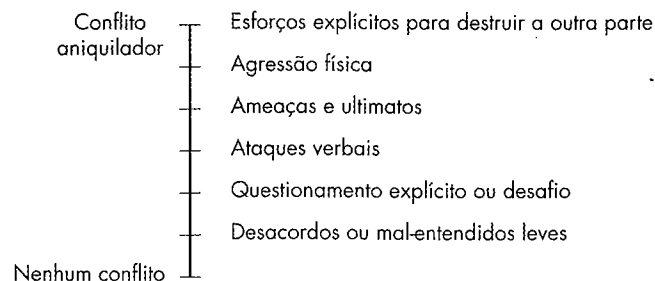 Conflito
aniquilador
Esforços explícitos para destruir a outra parte
Agressão física
Ameaças e ultimatos
Ataques verbais
Questionamento explícito ou desafio
Desacordos ou mal-entendidos leves
Nenhum conflito